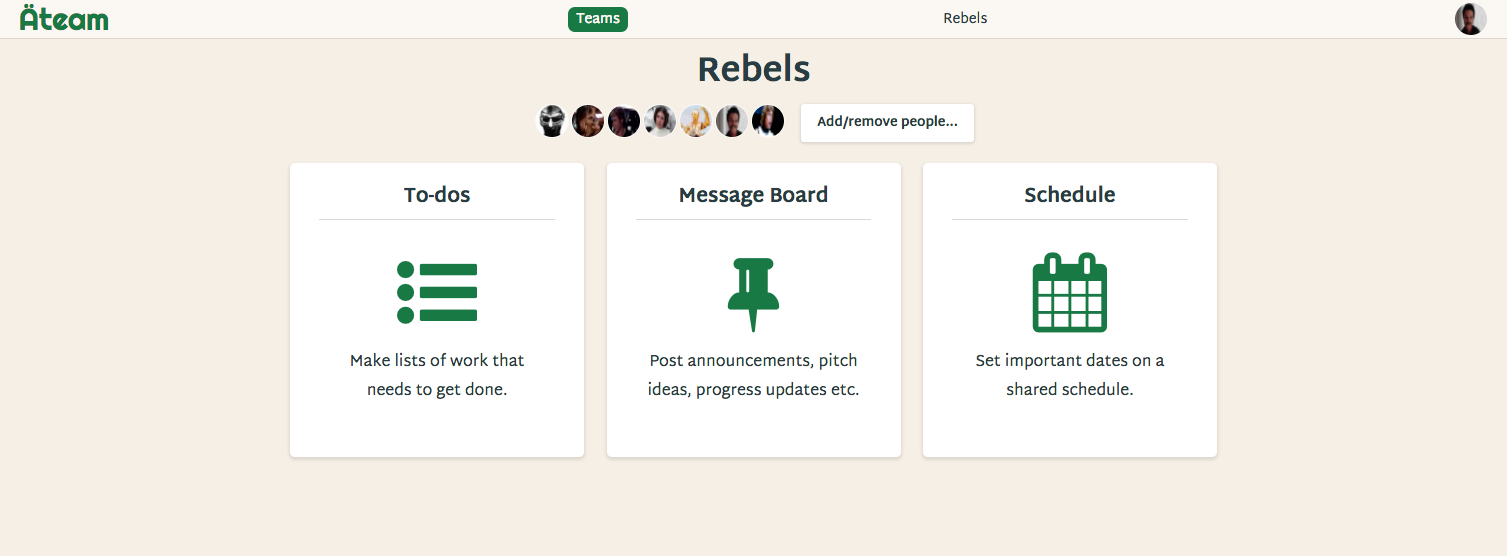 Äteam
Teams
Rebels
Rebels
Add/remove people...
To-dos
Make lists of work that
needs to get done.
Message Board
Post announcements, pitch
ideas, progress updates etc.
Schedule
Set important dates on a
shared schedule.